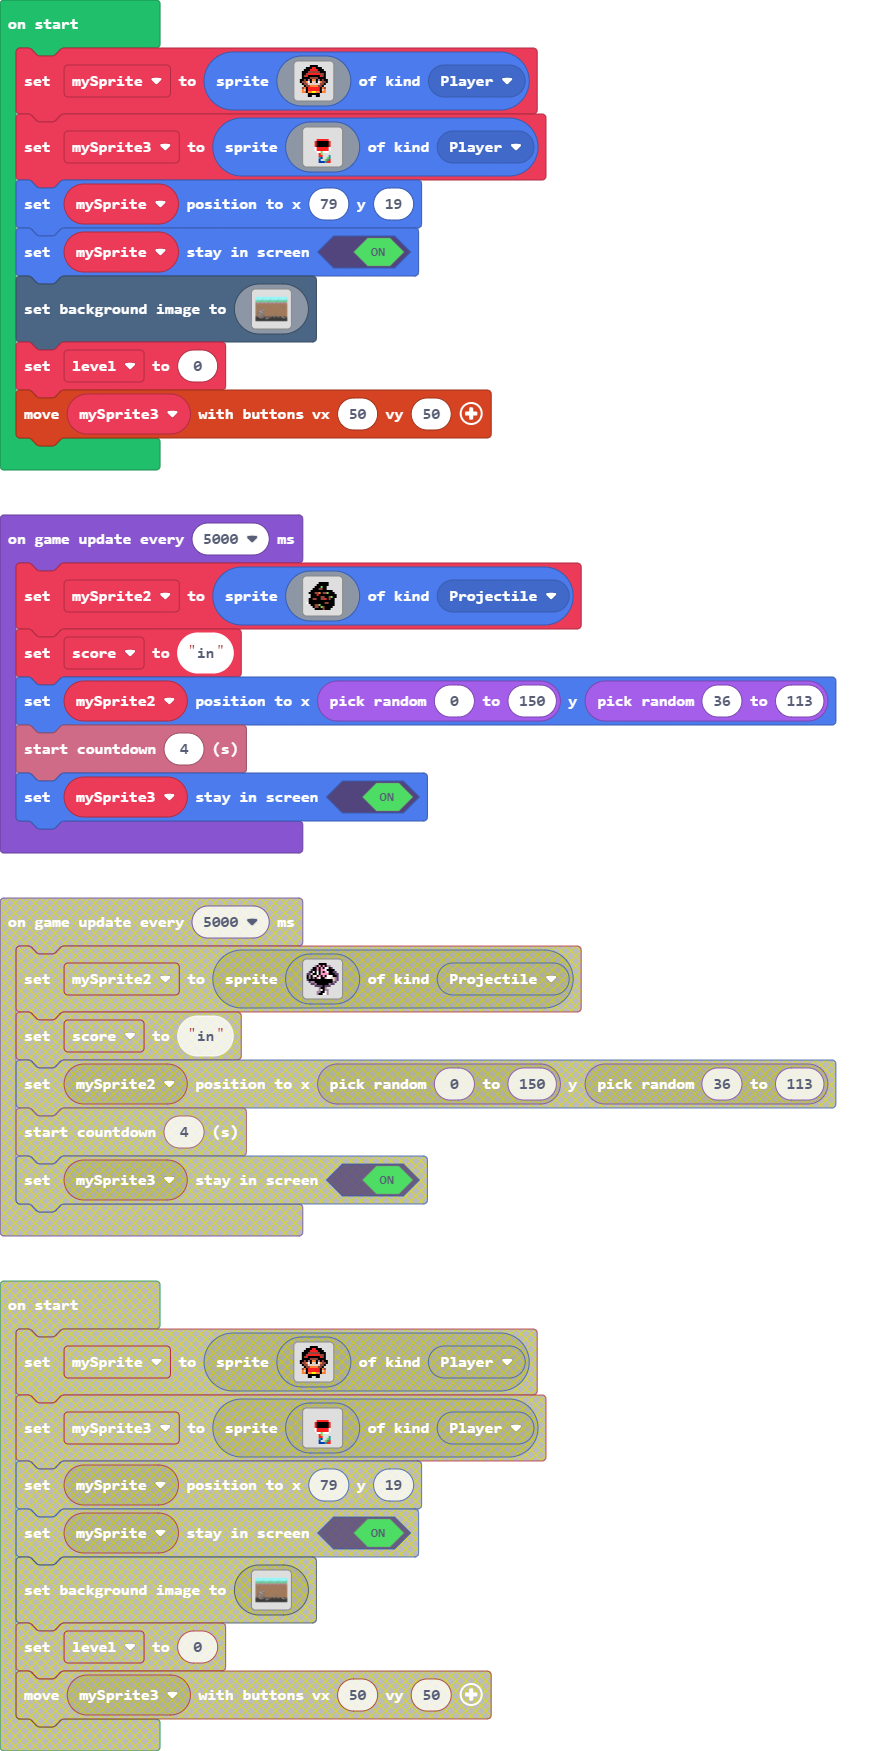 on start
set mySprite to sprite of kind Player
set mySprite3 to sprite of kind Player
set mySprite position to x 79 y 19
set mySprite stay in screen ON
set background image to
set level to 0
move mySprite3 with buttons vx 50 vy 50
on game update every 5000 ms
set mySprite2 to sprite of kind Projectile
set score to "in"
set mySprite2 position to x pick random 0 to 150 y pick random 36 to 113
start countdown 4 (s)
set mySprite3 stay in screen ON
on game update every 5000 ms
set mySprite2 to sprite of kind Projectile
set score to "in"
set mySprite2 position to x pick random 0 to 150 y pick random 36 to 113
start countdown 4 (s)
set mySprite3 stay in screen ON
on start
set mySprite to sprite of kind Player
set mySprite3 to sprite of kind Player
set mySprite position to x 79 y 19
set mySprite stay in screen ON
set background image to
set level to 0
move mySprite3 with buttons vx 50 vy 50